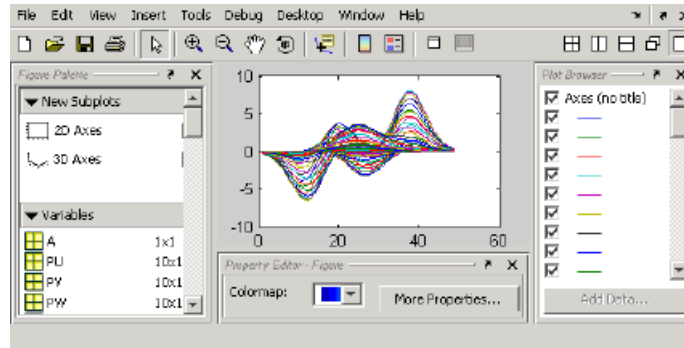 File Edit View Insert Tools Debug Desktop Window Help
Figure Palette
New Subplots
2D Axes
3D Axes
Variables
A 1x1
PU 10x1
PV 10x1
PW 10x1
10
5
0
-5
-10
0 20 40 60
Property Editor - Figure
Colormap:
More Properties...
Plot Browser
Axes (no title)
Add Data...